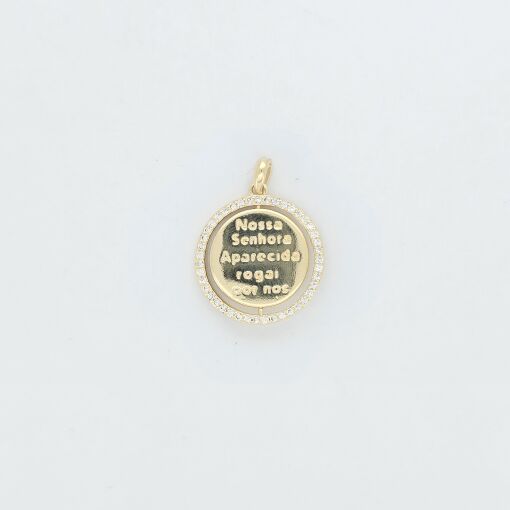 Nossa
Senhora
Aparecida
rogai
por nos